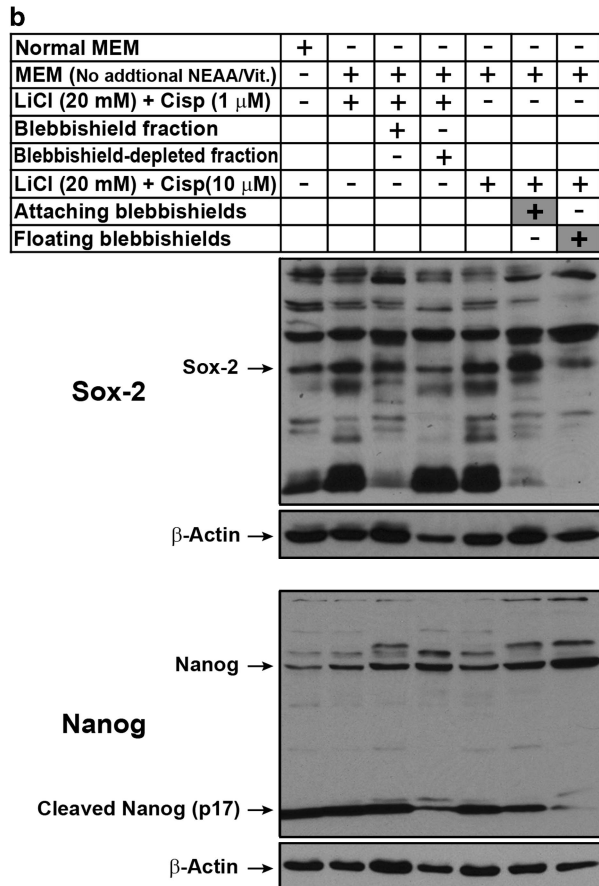 b
Normal MEM + - - - - - -
MEM (No addtional NEAA/Vit.) - + + + + + +
LiCl (20 mM) + Cisp (1 μM) - + + + - - -
Blebbishield fraction + -
Blebbishield-depleted fraction - +
LiCl (20 mM) + Cisp(10 μM) - - - - + + +
Attaching blebbishields + -
Floating blebbishields - +
Sox-2 →
Sox-2
β-Actin →
Nanog →
Nanog
Cleaved Nanog (p17) →
β-Actin →